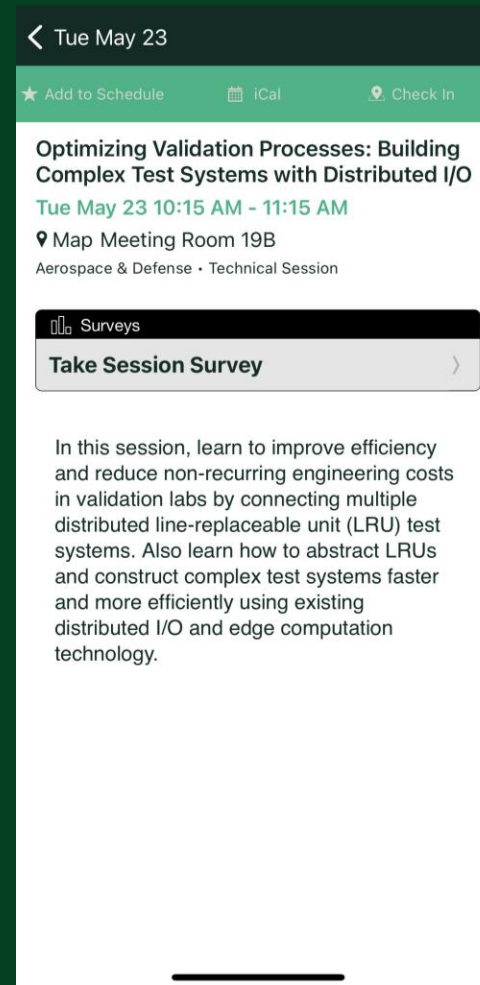 Tue May 23
Add to Schedule iCal Check In
Optimizing Validation Processes: Building
Complex Test Systems with Distributed I/O
Tue May 23 10:15 AM - 11:15 AM
Map Meeting Room 19B
Aerospace & Defense • Technical Session
Surveys
Take Session Survey
In this session, learn to improve efficiency
and reduce non-recurring engineering costs
in validation labs by connecting multiple
distributed line-replaceable unit (LRU) test
systems. Also learn how to abstract LRUs
and construct complex test systems faster
and more efficiently using existing
distributed I/O and edge computation
technology.